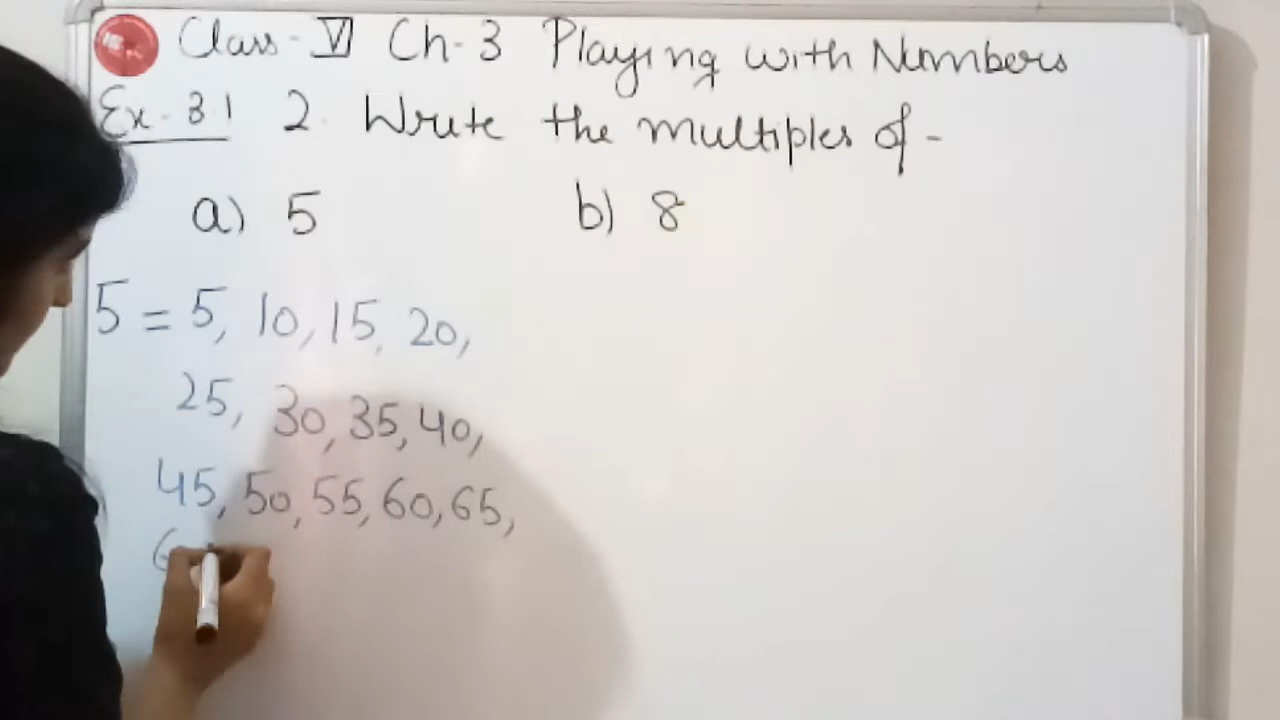 Class - VI Ch-3 Playing with Numbers
Ex - 3.1 2. Write the multiples of -
a) 5 b) 8
5 = 5, 10, 15, 20,
25, 30, 35, 40,
45, 50, 55, 60, 65,
6